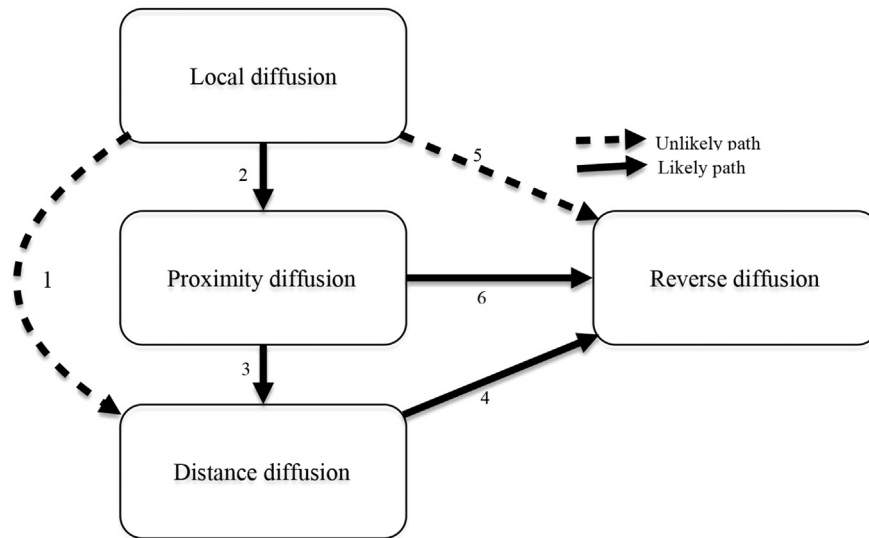 Local diffusion
5
Unlikely path
Likely path
2
1
Proximity diffusion
Reverse diffusion
6
3
4
Distance diffusion